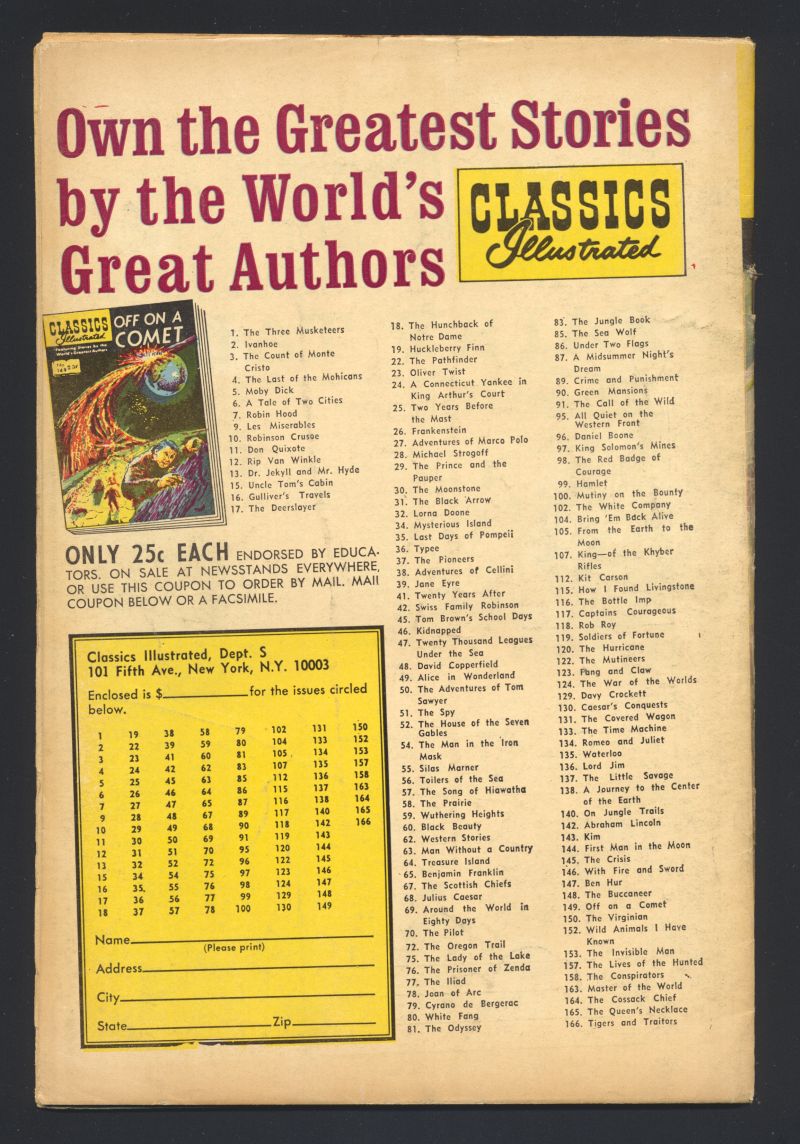 Own the Greatest Stories
by the World's
Great Authors
CLASSICS
Illustrated
CLASSICS
Illustrated
Featuring Stories by the
World's Greatest Authors
OFF ON A
COMET
1. The Three Musketeers
2. Ivanhoe
3. The Count of Monte
Cristo
4. The Last of the Mohicans
5. Moby Dick
6. A Tale of Two Cities
7. Robin Hood
9. Les Miserables
10. Robinson Crusoe
11. Don Quixote
12. Rip Van Winkle
13. Dr. Jekyll and Mr. Hyde
15. Uncle Tom's Cabin
16. Gulliver's Travels
17. The Deerslayer
ONLY 25c EACH ENDORSED BY EDUCA-
TORS. ON SALE AT NEWSSTANDS EVERYWHERE,
OR USE THIS COUPON TO ORDER BY MAIL. MAIL
COUPON BELOW OR A FACSIMILE.
Classics Illustrated, Dept. S
101 Fifth Ave., New York, N.Y. 10003
Enclosed is $ for the issues circled
below.
1 19 38 58 79 102 131 150
2 22 39 59 80 104 133 152
3 23 41 60 81 105 134 153
4 24 42 62 83 107 135 157
5 25 45 63 85 112 136 158
6 26 46 64 86 115 137 163
7 27 47 65 87 116 138 164
9 28 48 67 89 117 140 165
10 29 49 68 90 118 142 166
11 30 50 69 91 119 143
12 31 51 70 95 120 144
13 32 52 72 96 122 145
15 34 54 75 97 123 146
16 35 55 76 98 124 147
17 36 56 77 99 129 148
18 37 57 78 100 130 149
Name
(Please print)
Address
City
State Zip
18. The Hunchback of
Notre Dame
19. Huckleberry Finn
22. The Pathfinder
23. Oliver Twist
24. A Connecticut Yankee in
King Arthur's Court
25. Two Years Before
the Mast
26. Frankenstein
27. Adventures of Marco Polo
28. Michael Strogoff
29. The Prince and the
Pauper
30. The Moonstone
31. The Black Arrow
32. Lorna Doone
34. Mysterious Island
35. Last Days of Pompeii
36. Typee
37. The Pioneers
38. Adventures of Cellini
39. Jane Eyre
41. Twenty Years After
42. Swiss Family Robinson
45. Tom Brown's School Days
46. Kidnapped
47. Twenty Thousand Leagues
Under the Sea
48. David Copperfield
49. Alice in Wonderland
50. The Adventures of Tom
Sawyer
51. The Spy
52. The House of the Seven
Gables
54. The Man in the Iron
Mask
55. Silas Marner
56. Toilers of the Sea
57. The Song of Hiawatha
58. The Prairie
59. Wuthering Heights
60. Black Beauty
62. Western Stories
63. Man Without a Country
64. Treasure Island
65. Benjamin Franklin
67. The Scottish Chiefs
68. Julius Caesar
69. Around the World in
Eighty Days
70. The Pilot
72. The Oregon Trail
75. The Lady of the Lake
76. The Prisoner of Zenda
77. The Iliad
78. Joan of Arc
79. Cyrano de Bergerac
80. White Fang
81. The Odyssey
83. The Jungle Book
85. The Sea Wolf
86. Under Two Flags
87. A Midsummer Night's
Dream
89. Crime and Punishment
90. Green Mansions
91. The Call of the Wild
95. All Quiet on the
Western Front
96. Daniel Boone
97. King Solomon's Mines
98. The Red Badge of
Courage
99. Hamlet
100. Mutiny on the Bounty
102. The White Company
104. Bring 'Em Back Alive
105. From the Earth to the
Moon
107. King—of the Khyber
Rifles
112. Kit Carson
115. How I Found Livingstone
116. The Bottle Imp
117. Captains Courageous
118. Rob Roy
119. Soldiers of Fortune
120. The Hurricane
122. The Mutineers
123. Fang and Claw
124. The War of the Worlds
129. Davy Crockett
130. Caesar's Conquests
131. The Covered Wagon
133. The Time Machine
134. Romeo and Juliet
135. Waterloo
136. Lord Jim
137. The Little Savage
138. A Journey to the Center
of the Earth
140. On Jungle Trails
142. Abraham Lincoln
143. Kim
144. First Man in the Moon
145. The Crisis
146. With Fire and Sword
147. Ben Hur
148. The Buccaneer
149. Off on a Comet
150. The Virginian
152. Wild Animals I Have
Known
153. The Invisible Man
157. The Lives of the Hunted
158. The Conspirators
163. Master of the World
164. The Cossack Chief
165. The Queen's Necklace
166. Tigers and Traitors